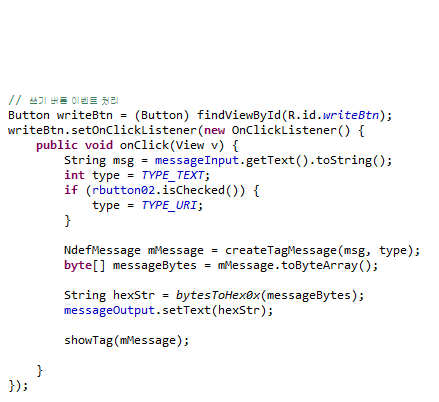 // 쓰기 버튼 이벤트 처리
Button writeBtn = (Button) findViewById(R.id.writeBtn);
writeBtn.setOnClickListener(new OnClickListener() {
    public void onClick(View v) {
        String msg = messageInput.getText().toString();
        int type = TYPE_TEXT;
        if (rbutton02.isChecked()) {
            type = TYPE_URI;
        }
        NdefMessage mMessage = createTagMessage(msg, type);
        byte[] messageBytes = mMessage.toByteArray();
        String hexStr = bytesToHex0x(messageBytes);
        messageOutput.setText(hexStr);
        showTag(mMessage);
    }
});